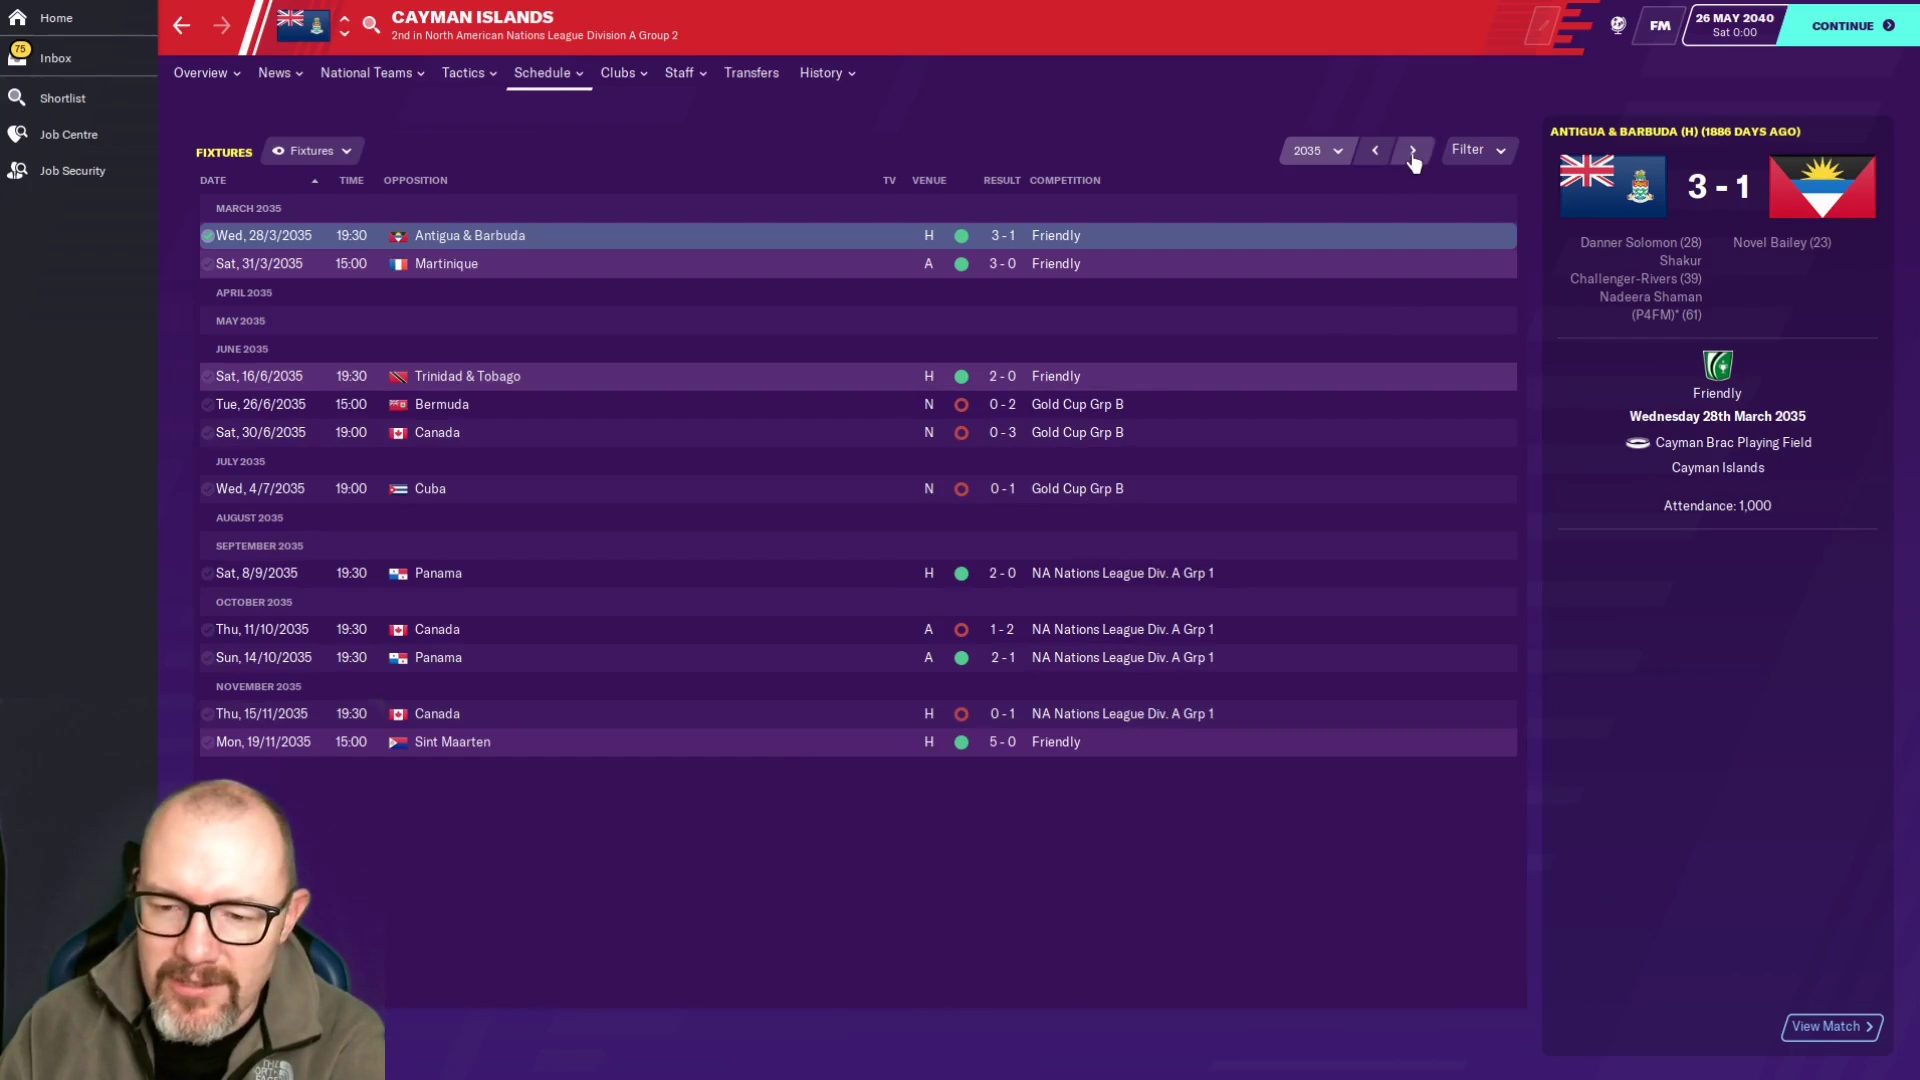 Home
75
Inbox
Shortlist
Job Centre
Job Security
CAYMAN ISLANDS
2nd in North American Nations League Division A Group 2
FM
26 MAY 2040
Sat 0:00
CONTINUE
Overview
News
National Teams
Tactics
Schedule
Clubs
Staff
Transfers
History
FIXTURES
Fixtures
2035
Filter
DATE TIME OPPOSITION TV VENUE RESULT COMPETITION
MARCH 2035
Wed, 28/3/2035 19:30 Antigua & Barbuda H 3 - 1 Friendly
Sat, 31/3/2035 15:00 Martinique A 3 - 0 Friendly
APRIL 2035
MAY 2035
JUNE 2035
Sat, 16/6/2035 19:30 Trinidad & Tobago H 2 - 0 Friendly
Tue, 26/6/2035 15:00 Bermuda N 0 - 2 Gold Cup Grp B
Sat, 30/6/2035 19:00 Canada N 0 - 3 Gold Cup Grp B
JULY 2035
Wed, 4/7/2035 19:00 Cuba N 0 - 1 Gold Cup Grp B
AUGUST 2035
SEPTEMBER 2035
Sat, 8/9/2035 19:30 Panama H 2 - 0 NA Nations League Div. A Grp 1
OCTOBER 2035
Thu, 11/10/2035 19:30 Canada A 1 - 2 NA Nations League Div. A Grp 1
Sun, 14/10/2035 19:30 Panama A 2 - 1 NA Nations League Div. A Grp 1
NOVEMBER 2035
Thu, 15/11/2035 19:30 Canada H 0 - 1 NA Nations League Div. A Grp 1
Mon, 19/11/2035 15:00 Sint Maarten H 5 - 0 Friendly
ANTIGUA & BARBUDA (H) (1886 DAYS AGO)
3 - 1
Danner Solomon (28) Novel Bailey (23)
Shakur
Challenger-Rivers (39)
Nadeera Shaman
(P4FM)* (61)
Friendly
Wednesday 28th March 2035
Cayman Brac Playing Field
Cayman Islands
Attendance: 1,000
View Match
THE
NORTH
FACE